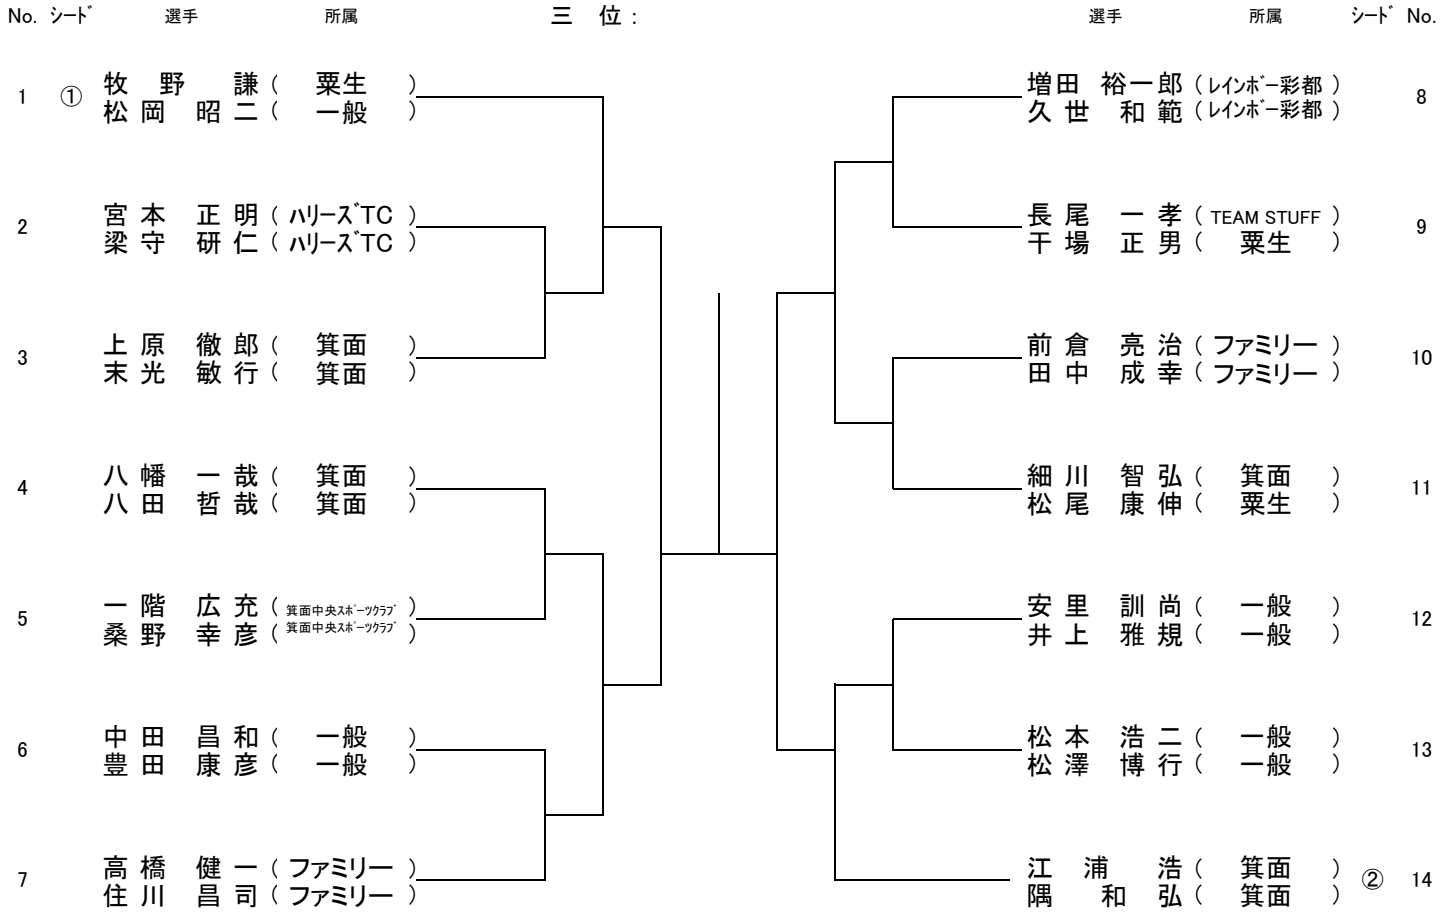 No. シード 選手 所属 三 位 : 選手 所属 シード No.
1 ① 牧 野 謙 ( 粟生 )
松 岡 昭 二 ( 一般 )
増田 裕一郎 ( レインボー彩都 ) 8
久 世 和 範 ( レインボー彩都 )
2 宮 本 正 明 ( ハリーズTC )
梁 守 研 仁 ( ハリーズTC )
長 尾 一 孝 ( TEAM STUFF ) 9
干 場 正 男 ( 粟生 )
3 上 原 徹 郎 ( 箕面 )
末 光 敏 行 ( 箕面 )
前 倉 亮 治 ( ファミリー ) 10
田 中 成 幸 ( ファミリー )
4 八 幡 一 哉 ( 箕面 )
八 田 哲 哉 ( 箕面 )
細 川 智 弘 ( 箕面 ) 11
松 尾 康 伸 ( 粟生 )
5 一 階 広 充 ( 箕面中央スポーツクラブ )
桑 野 幸 彦 ( 箕面中央スポーツクラブ )
安 里 訓 尚 ( 一般 ) 12
井 上 雅 規 ( 一般 )
6 中 田 昌 和 ( 一般 )
豊 田 康 彦 ( 一般 )
松 本 浩 二 ( 一般 ) 13
松 澤 博 行 ( 一般 )
7 高 橋 健 一 ( ファミリー )
住 川 昌 司 ( ファミリー )
江 浦 浩 ( 箕面 ) ② 14
隅 和 弘 ( 箕面 )